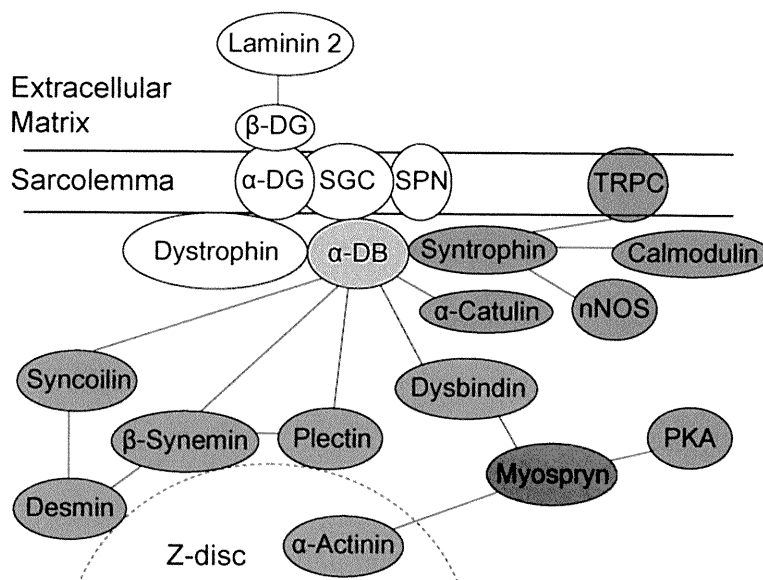 Laminin 2
Extracellular
Matrix
β-DG
Sarcolemma
α-DG
SGC
SPN
TRPC
Dystrophin
α-DB
Syntrophin
Calmodulin
α-Catulin
nNOS
Syncoilin
Dysbindin
β-Synemin
Plectin
PKA
Myospryn
Desmin
α-Actinin
Z-disc